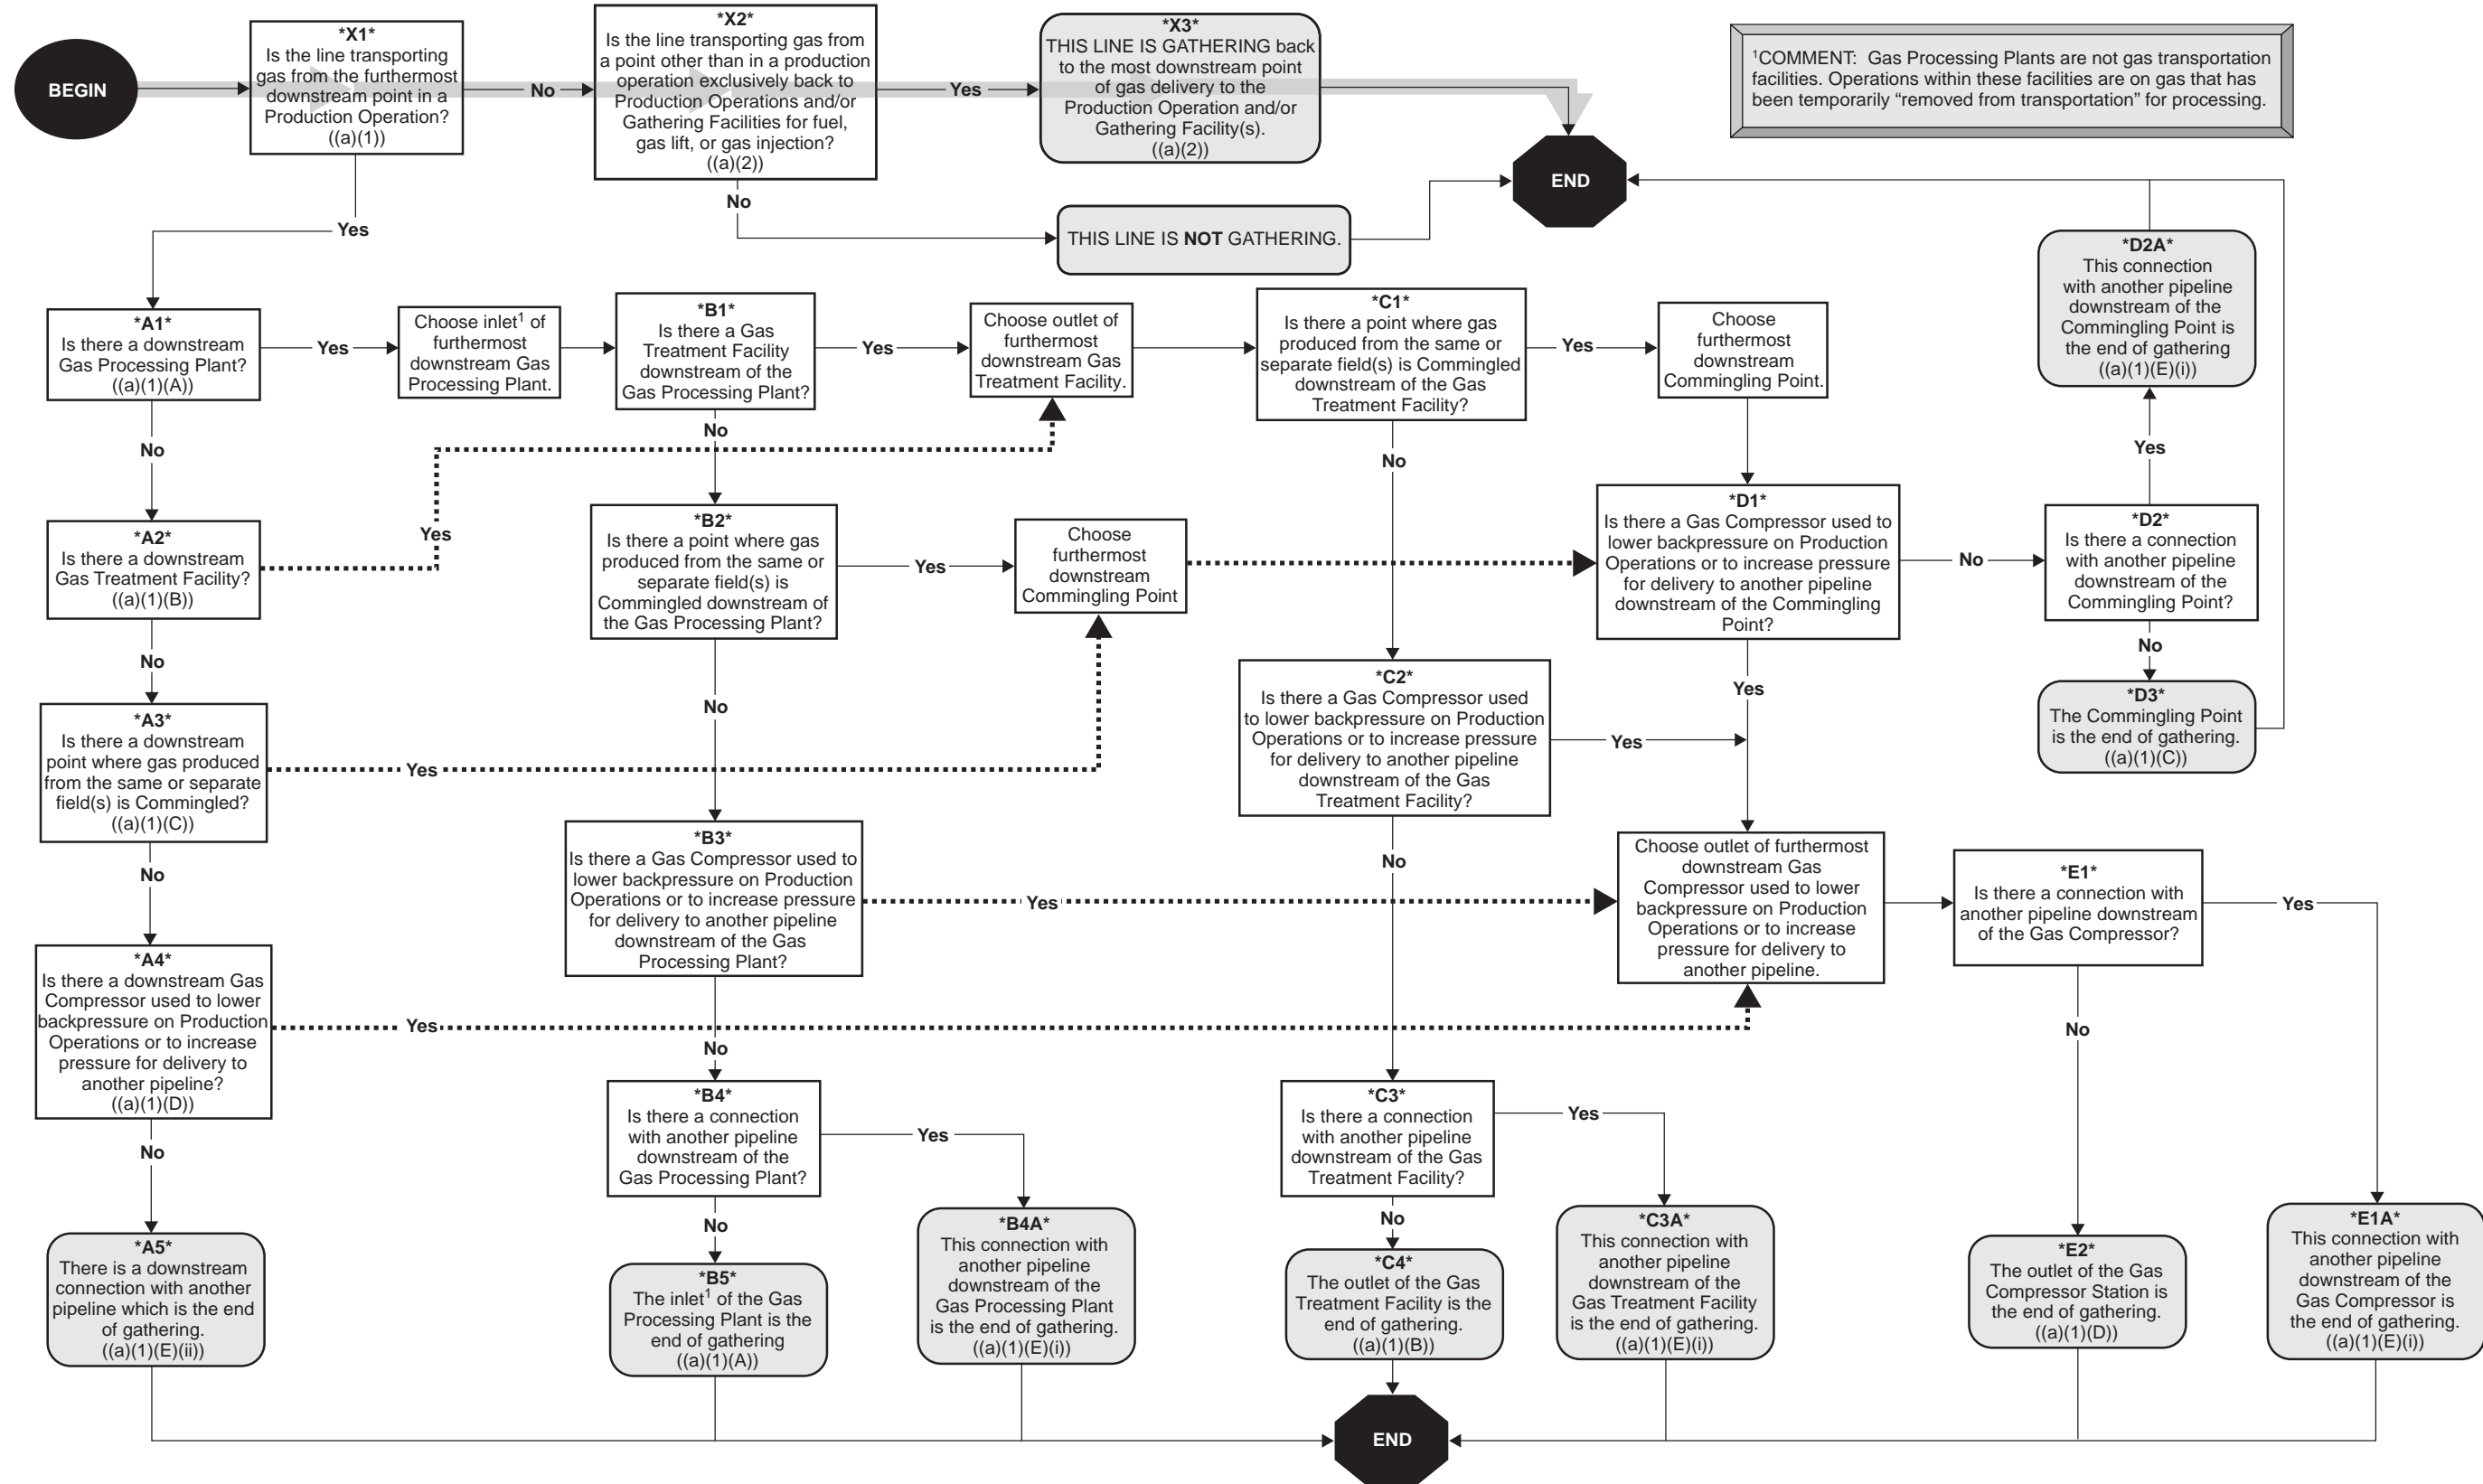 BEGIN
*X1*
Is the line transporting
gas from the furthermost
downstream point in a
Production Operation?
((a)(1))
No
*X2*
Is the line transporting gas from
a point other than in a production
operation exclusively back to
Production Operations and/or
Gathering Facilities for fuel,
gas lift, or gas injection?
((a)(2))
Yes
*X3*
THIS LINE IS GATHERING back
to the most downstream point
of gas delivery to the
Production Operation and/or
Gathering Facility(s).
((a)(2))
¹COMMENT:  Gas Processing Plants are not gas transportation
facilities. Operations within these facilities are on gas that has
been temporarily “removed from transportation” for processing.
END
No
THIS LINE IS NOT GATHERING.
Yes
*A1*
Is there a downstream
Gas Processing Plant?
((a)(1)(A))
Yes
Choose inlet¹ of
furthermost
downstream Gas
Processing Plant.
*B1*
Is there a Gas
Treatment Facility
downstream of the
Gas Processing Plant?
Yes
Choose outlet of
furthermost
downstream Gas
Treatment Facility.
*C1*
Is there a point where gas
produced from the same or
separate field(s) is Commingled
downstream of the Gas
Treatment Facility?
Yes
Choose
furthermost
downstream
Commingling Point.
*D2A*
This connection
with another pipeline
downstream of the
Commingling Point is
the end of gathering
((a)(1)(E)(i))
No
No
No
Yes
*A2*
Is there a downstream
Gas Treatment Facility?
((a)(1)(B))
Yes
*B2*
Is there a point where gas
produced from the same or
separate field(s) is
Commingled downstream of
the Gas Processing Plant?
Yes
Choose
furthermost
downstream
Commingling Point
*D1*
Is there a Gas Compressor used to
lower backpressure on Production
Operations or to increase pressure
for delivery to another pipeline
downstream of the Commingling
Point?
No
*D2*
Is there a connection
with another pipeline
downstream of the
Commingling Point?
No
No
Yes
No
*D3*
The Commingling Point
is the end of gathering.
((a)(1)(C))
*A3*
Is there a downstream
point where gas produced
from the same or separate
field(s) is Commingled?
((a)(1)(C))
Yes
*C2*
Is there a Gas Compressor used
to lower backpressure on Production
Operations or to increase pressure
for delivery to another pipeline
downstream of the Gas
Treatment Facility?
Yes
No
*B3*
Is there a Gas Compressor used to
lower backpressure on Production
Operations or to increase pressure
for delivery to another pipeline
downstream of the Gas
Processing Plant?
Yes
No
Choose outlet of furthermost
downstream Gas
Compressor used to lower
backpressure on Production
Operations or to increase
pressure for delivery to
another pipeline.
*E1*
Is there a connection with
another pipeline downstream
of the Gas Compressor?
Yes
*A4*
Is there a downstream Gas
Compressor used to lower
backpressure on Production
Operations or to increase
pressure for delivery to
another pipeline?
((a)(1)(D))
Yes
No
No
*B4*
Is there a connection
with another pipeline
downstream of the
Gas Processing Plant?
Yes
*C3*
Is there a connection
with another pipeline
downstream of the Gas
Treatment Facility?
Yes
No
No
No
*A5*
There is a downstream
connection with another
pipeline which is the end
of gathering.
((a)(1)(E)(ii))
*B5*
The inlet¹ of the Gas
Processing Plant is the
end of gathering
((a)(1)(A))
*B4A*
This connection with
another pipeline
downstream of the
Gas Processing Plant
is the end of gathering.
((a)(1)(E)(i))
*C4*
The outlet of the Gas
Treatment Facility is the
end of gathering.
((a)(1)(B))
*C3A*
This connection with
another pipeline
downstream of the
Gas Treatment Facility
is the end of gathering.
((a)(1)(E)(i))
*E2*
The outlet of the Gas
Compressor Station is
the end of gathering.
((a)(1)(D))
*E1A*
This connection with
another pipeline
downstream of the
Gas Compressor is
the end of gathering.
((a)(1)(E)(i))
END